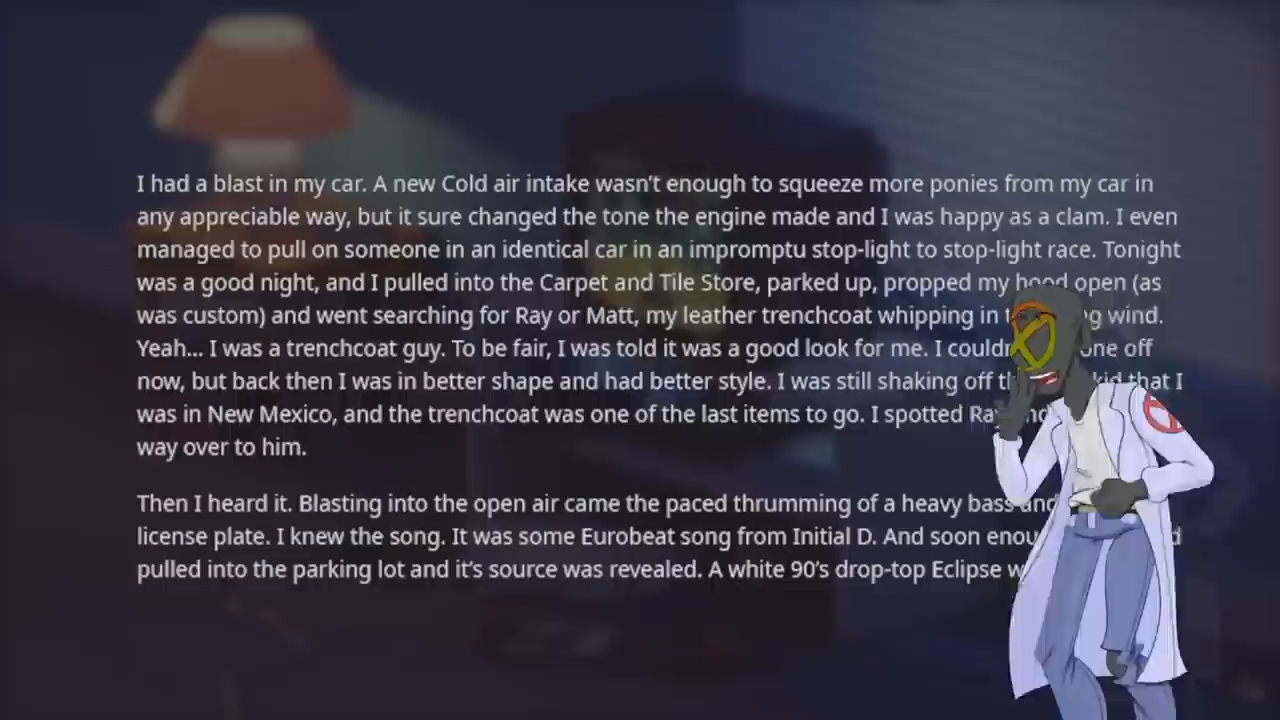 I had a blast in my car. A new Cold air intake wasn't enough to squeeze more ponies from my car in
any appreciable way, but it sure changed the tone the engine made and I was happy as a clam. I even
managed to pull on someone in an identical car in an impromptu stop-light to stop-light race. Tonight
was a good night, and I pulled into the Carpet and Tile Store, parked up, propped my hood open (as
was custom) and went searching for Ray or Matt, my leather trenchcoat whipping in wind.
Yeah... I was a trenchcoat guy. To be fair, I was told it was a good look for me. I one off
now, but back then I was in better shape and had better style. I was still shaking off kid that I
was in New Mexico, and the trenchcoat was one of the last items to go. I spotted
way over to him.
Then I heard it. Blasting into the open air came the paced thrumming of a heavy bass and
license plate. I knew the song. It was some Eurobeat song from Initial D. And soon
pulled into the parking lot and it's source was revealed. A white 90's drop-top Eclipse